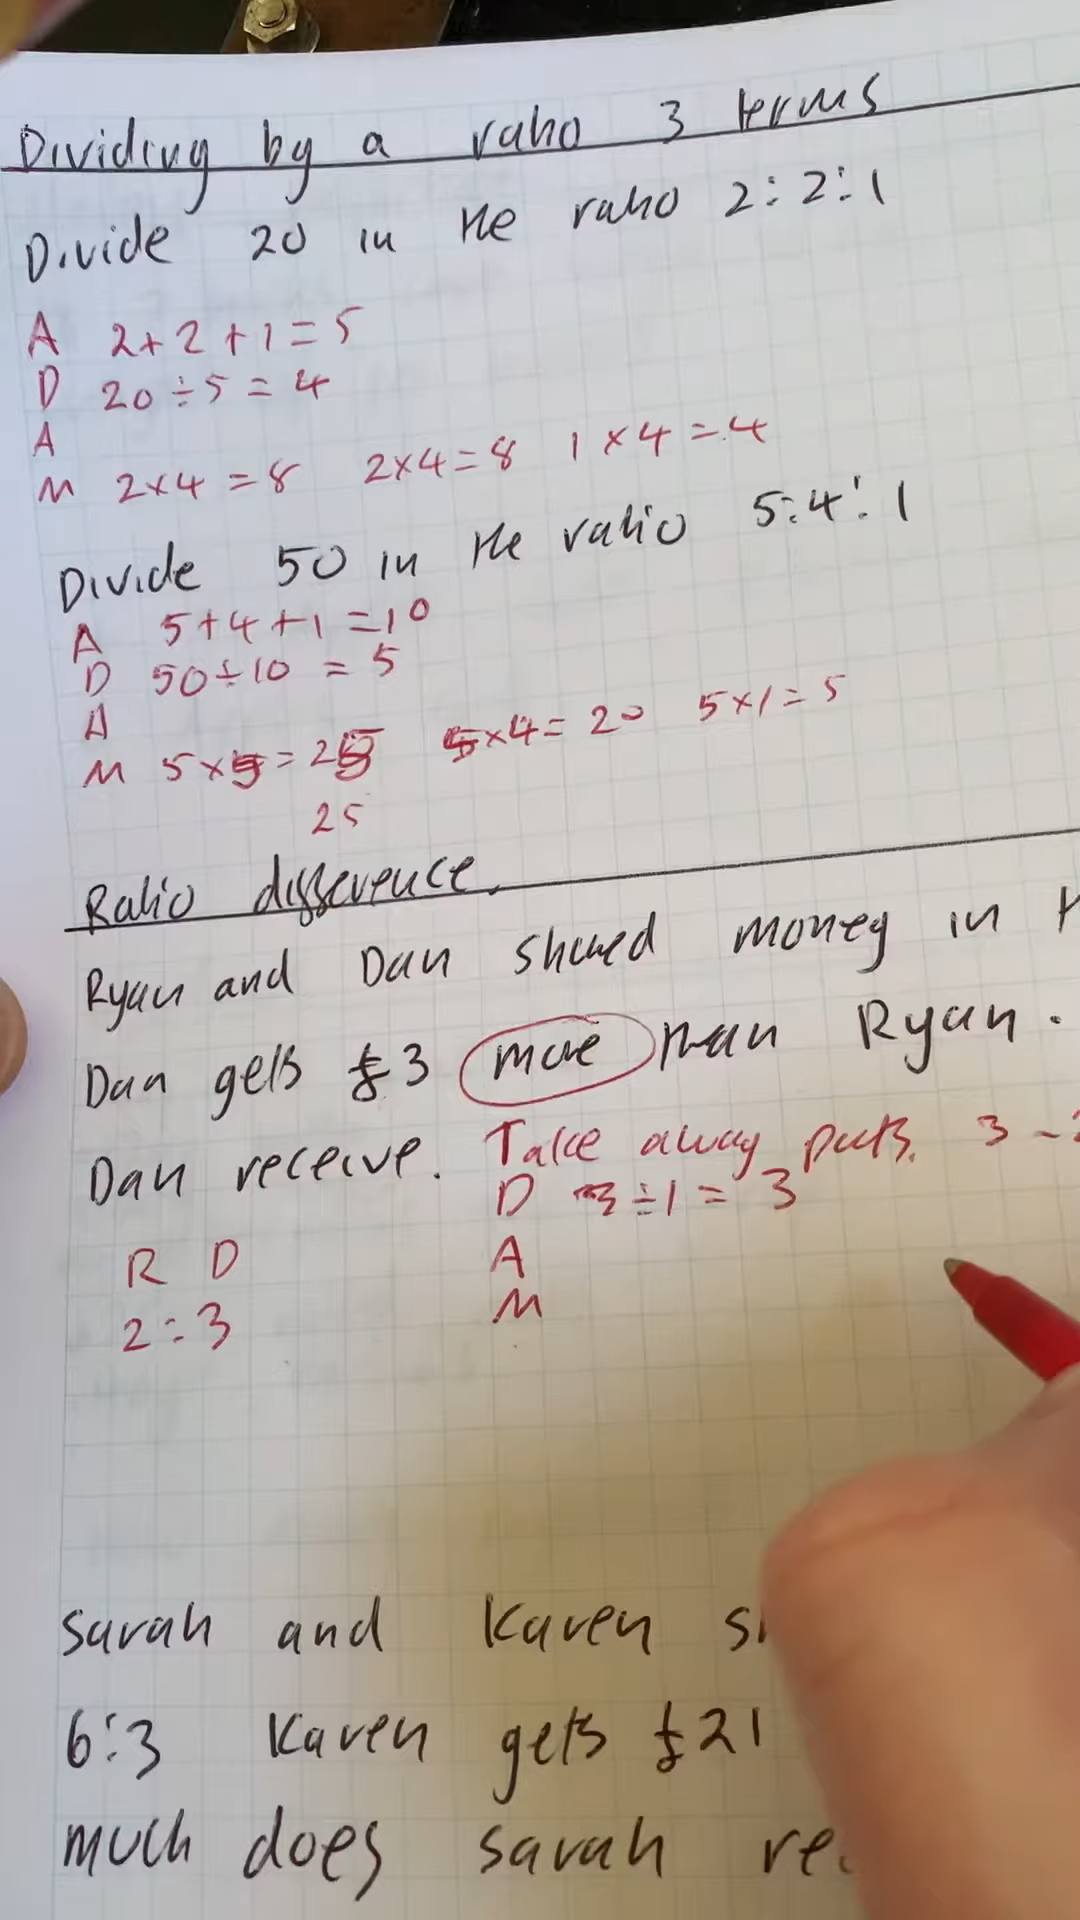 Dividing by a ratio 3 terms
Divide 20 in the ratio 2:2:1
A 2+2+1=5
D 20÷5=4
A
M 2×4=8 2×4=8 1×4=4
Divide 50 in the ratio 5:4:1
A 5+4+1=10
D 50÷10=5
A
M 5×5=25 5×4=20 5×1=5
25
Ratio difference.
Ryan and Dan shared money in
Dan gets £3 more than Ryan.
Dan receive. Take away parts. 3-
D 3÷1=3
R D A
2:3 M
Sarah and Karen
6:3 Karen gets £21
much does Sarah